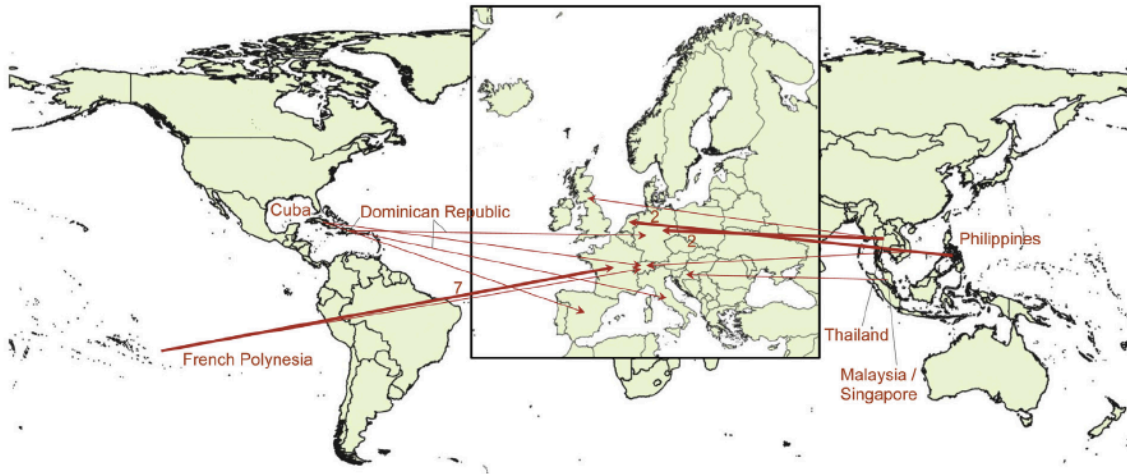 Cuba
Dominican Republic
2
2
Philippines
7
French Polynesia
Thailand
Malaysia /
Singapore